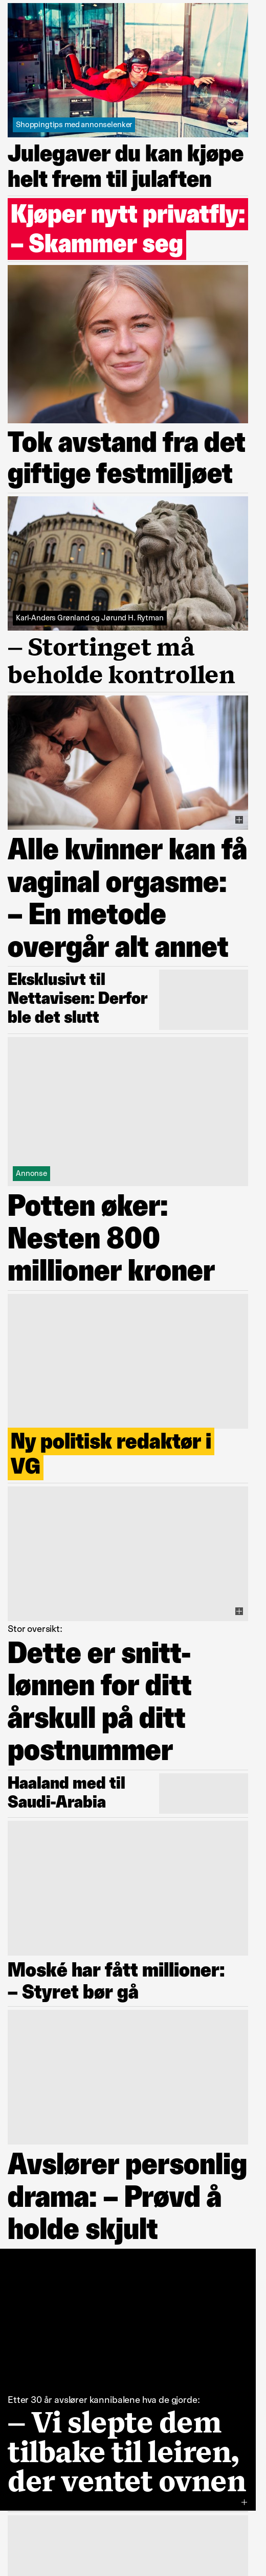 Shoppingtips med annonselenker
Julegaver du kan kjøpe
helt frem til julaften
Kjøper nytt privatfly:
– Skammer seg
Tok avstand fra det
giftige festmiljøet
Karl-Anders Grønland og Jørund H. Rytman
– Stortinget må
beholde kontrollen
Alle kvinner kan få
vaginal orgasme:
– En metode
overgår alt annet
Eksklusivt til
Nettavisen: Derfor
ble det slutt
Annonse
Potten øker:
Nesten 800
millioner kroner
Ny politisk redaktør i
VG
Stor oversikt:
Dette er snitt-
lønnen for ditt
årskull på ditt
postnummer
Haaland med til
Saudi-Arabia
Moské har fått millioner:
– Styret bør gå
Avslører personlig
drama: – Prøvd å
holde skjult
Etter 30 år avslører kannibalene hva de gjorde:
– Vi slepte dem
tilbake til leiren,
der ventet ovnen